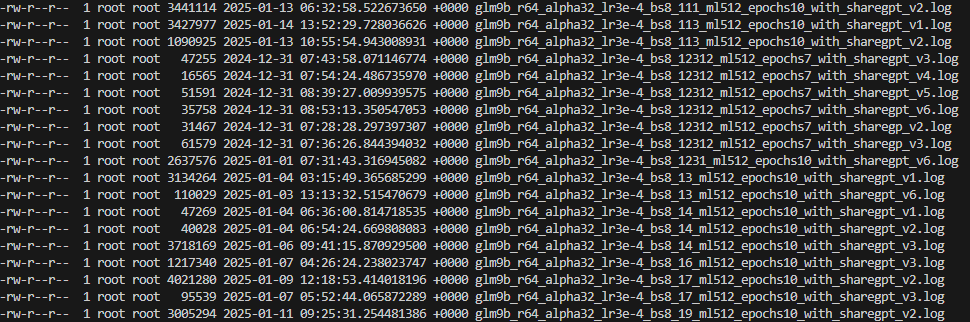 -rw-r--r-- 1 root root 3441114 2025-01-13 06:32:58.522673650 +0000 glm9b_r64_alpha32_lr3e-4_bs8_111_ml512_epochs10_with_sharegpt_v2.log
-rw-r--r-- 1 root root 3427977 2025-01-14 13:52:29.728036626 +0000 glm9b_r64_alpha32_lr3e-4_bs8_113_ml512_epochs10_with_sharegpt_v1.log
-rw-r--r-- 1 root root 1090925 2025-01-13 10:55:54.943008931 +0000 glm9b_r64_alpha32_lr3e-4_bs8_113_ml512_epochs10_with_sharegpt_v2.log
-rw-r--r-- 1 root root 47255 2024-12-31 07:43:58.071146774 +0000 glm9b_r64_alpha32_lr3e-4_bs8_12312_ml512_epochs7_with_sharegpt_v3.log
-rw-r--r-- 1 root root 16565 2024-12-31 07:54:24.486735970 +0000 glm9b_r64_alpha32_lr3e-4_bs8_12312_ml512_epochs7_with_sharegpt_v4.log
-rw-r--r-- 1 root root 51591 2024-12-31 08:39:27.009939575 +0000 glm9b_r64_alpha32_lr3e-4_bs8_12312_ml512_epochs7_with_sharegpt_v5.log
-rw-r--r-- 1 root root 35758 2024-12-31 08:53:13.350547053 +0000 glm9b_r64_alpha32_lr3e-4_bs8_12312_ml512_epochs7_with_sharegpt_v6.log
-rw-r--r-- 1 root root 31467 2024-12-31 07:28:28.297397307 +0000 glm9b_r64_alpha32_lr3e-4_bs8_12312_ml512_epochs7_with_sharegp_v2.log
-rw-r--r-- 1 root root 61579 2024-12-31 07:36:26.844394032 +0000 glm9b_r64_alpha32_lr3e-4_bs8_12312_ml512_epochs7_with_sharegp_v3.log
-rw-r--r-- 1 root root 2637576 2025-01-01 07:31:43.316945082 +0000 glm9b_r64_alpha32_lr3e-4_bs8_1231_ml512_epochs10_with_sharegpt_v6.log
-rw-r--r-- 1 root root 3134264 2025-01-04 03:15:49.365685299 +0000 glm9b_r64_alpha32_lr3e-4_bs8_13_ml512_epochs10_with_sharegpt_v1.log
-rw-r--r-- 1 root root 110029 2025-01-03 13:13:32.515470679 +0000 glm9b_r64_alpha32_lr3e-4_bs8_13_ml512_epochs10_with_sharegpt_v6.log
-rw-r--r-- 1 root root 47269 2025-01-04 06:36:00.814718535 +0000 glm9b_r64_alpha32_lr3e-4_bs8_14_ml512_epochs10_with_sharegpt_v1.log
-rw-r--r-- 1 root root 40028 2025-01-04 06:54:24.669808083 +0000 glm9b_r64_alpha32_lr3e-4_bs8_14_ml512_epochs10_with_sharegpt_v2.log
-rw-r--r-- 1 root root 3718169 2025-01-06 09:41:15.870929500 +0000 glm9b_r64_alpha32_lr3e-4_bs8_14_ml512_epochs10_with_sharegpt_v3.log
-rw-r--r-- 1 root root 1217340 2025-01-07 04:26:24.238023747 +0000 glm9b_r64_alpha32_lr3e-4_bs8_16_ml512_epochs10_with_sharegpt_v3.log
-rw-r--r-- 1 root root 4021280 2025-01-09 12:18:53.414018196 +0000 glm9b_r64_alpha32_lr3e-4_bs8_17_ml512_epochs10_with_sharegpt_v2.log
-rw-r--r-- 1 root root 95539 2025-01-07 05:52:44.065872289 +0000 glm9b_r64_alpha32_lr3e-4_bs8_17_ml512_epochs10_with_sharegpt_v3.log
-rw-r--r-- 1 root root 3005294 2025-01-11 09:25:31.254481386 +0000 glm9b_r64_alpha32_lr3e-4_bs8_19_ml512_epochs10_with_sharegpt_v2.log